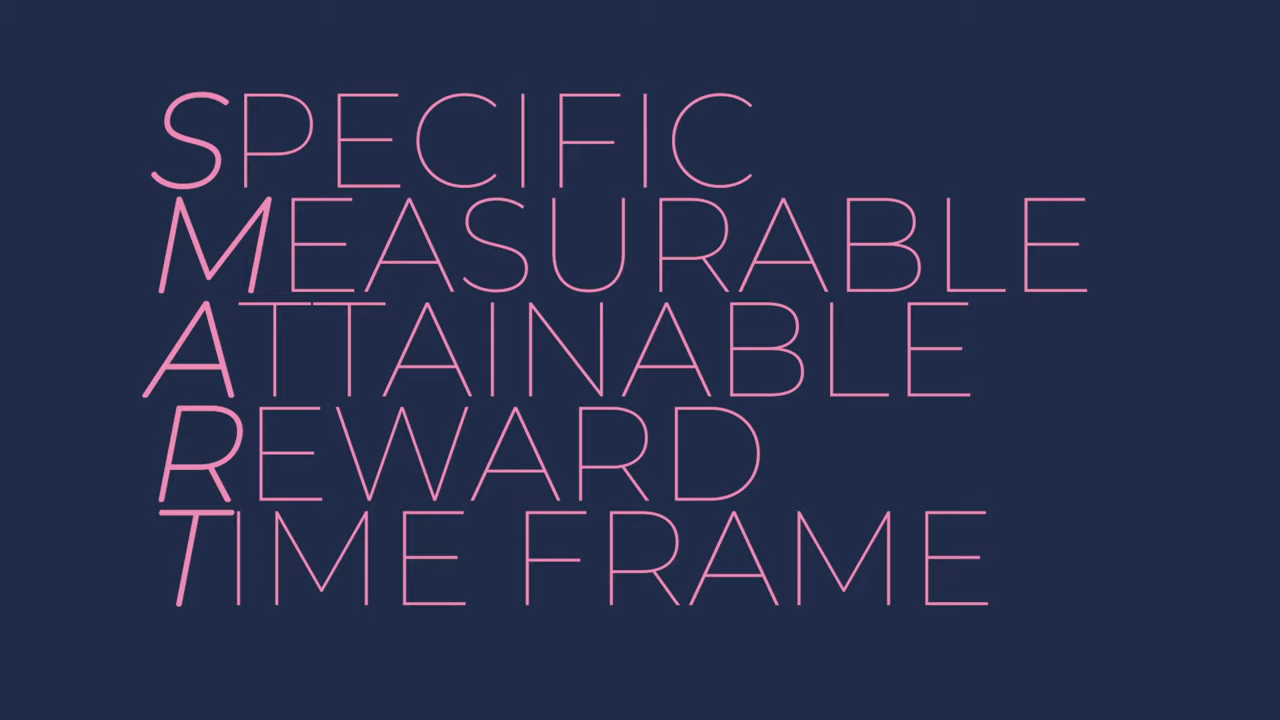 SPECIFIC
MEASURABLE
ATTAINABLE
REWARD
TIME FRAME